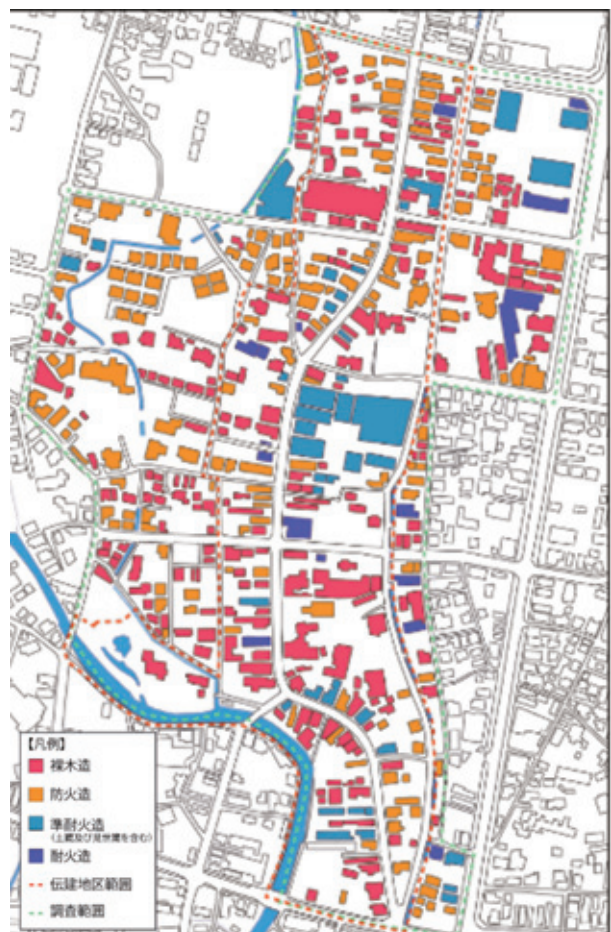 【凡例】
裸木造
防火造
準耐火造
(土蔵及び見世蔵を含む)
耐火造
伝建地区範囲
調査範囲